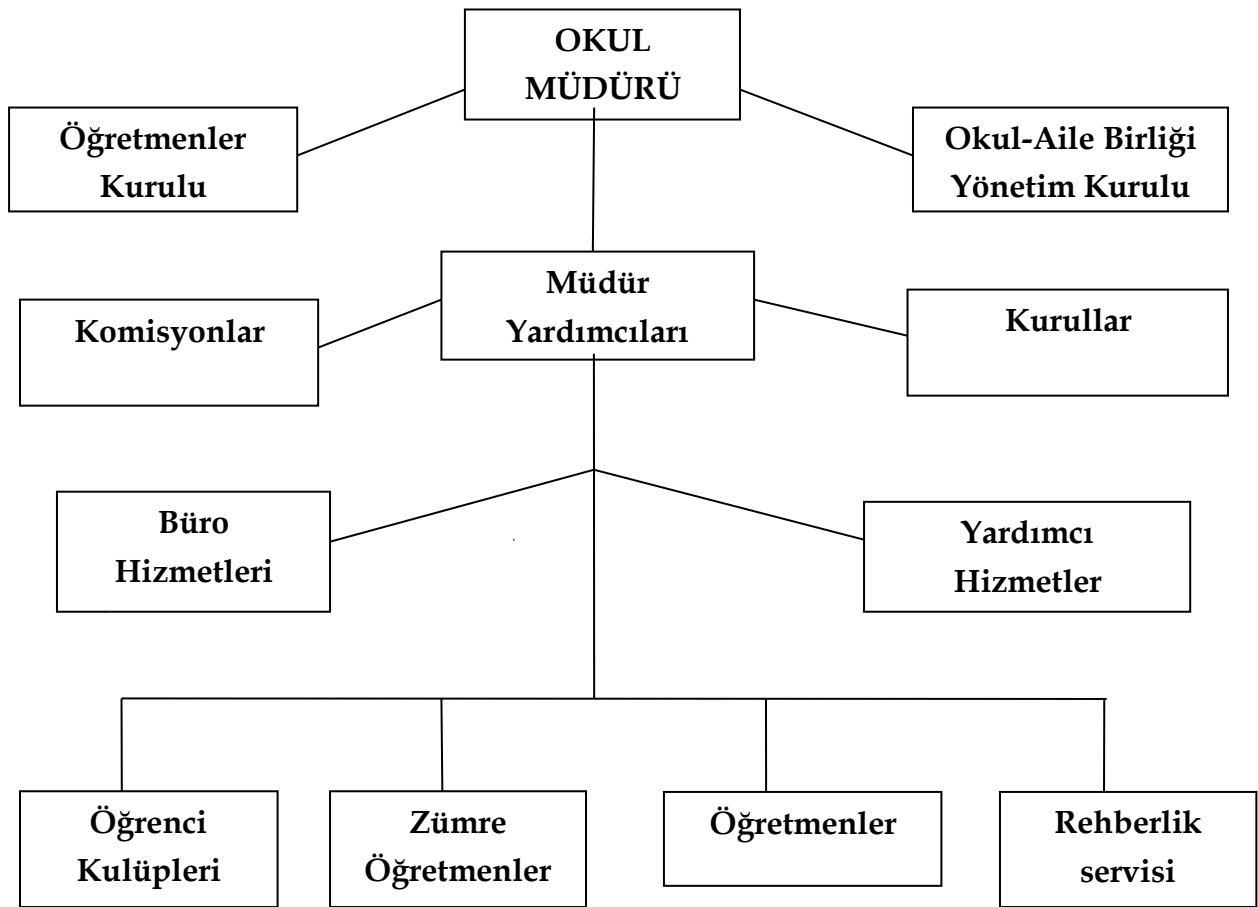 OKUL
MÜDÜRÜ
Öğretmenler
Kurulu
Okul-Aile Birliği
Yönetim Kurulu
Müdür
Yardımcıları
Komisyonlar
Kurullar
Büro
Hizmetleri
Yardımcı
Hizmetler
Öğrenci
Kulüpleri
Zümre
Öğretmenler
Öğretmenler
Rehberlik
servisi